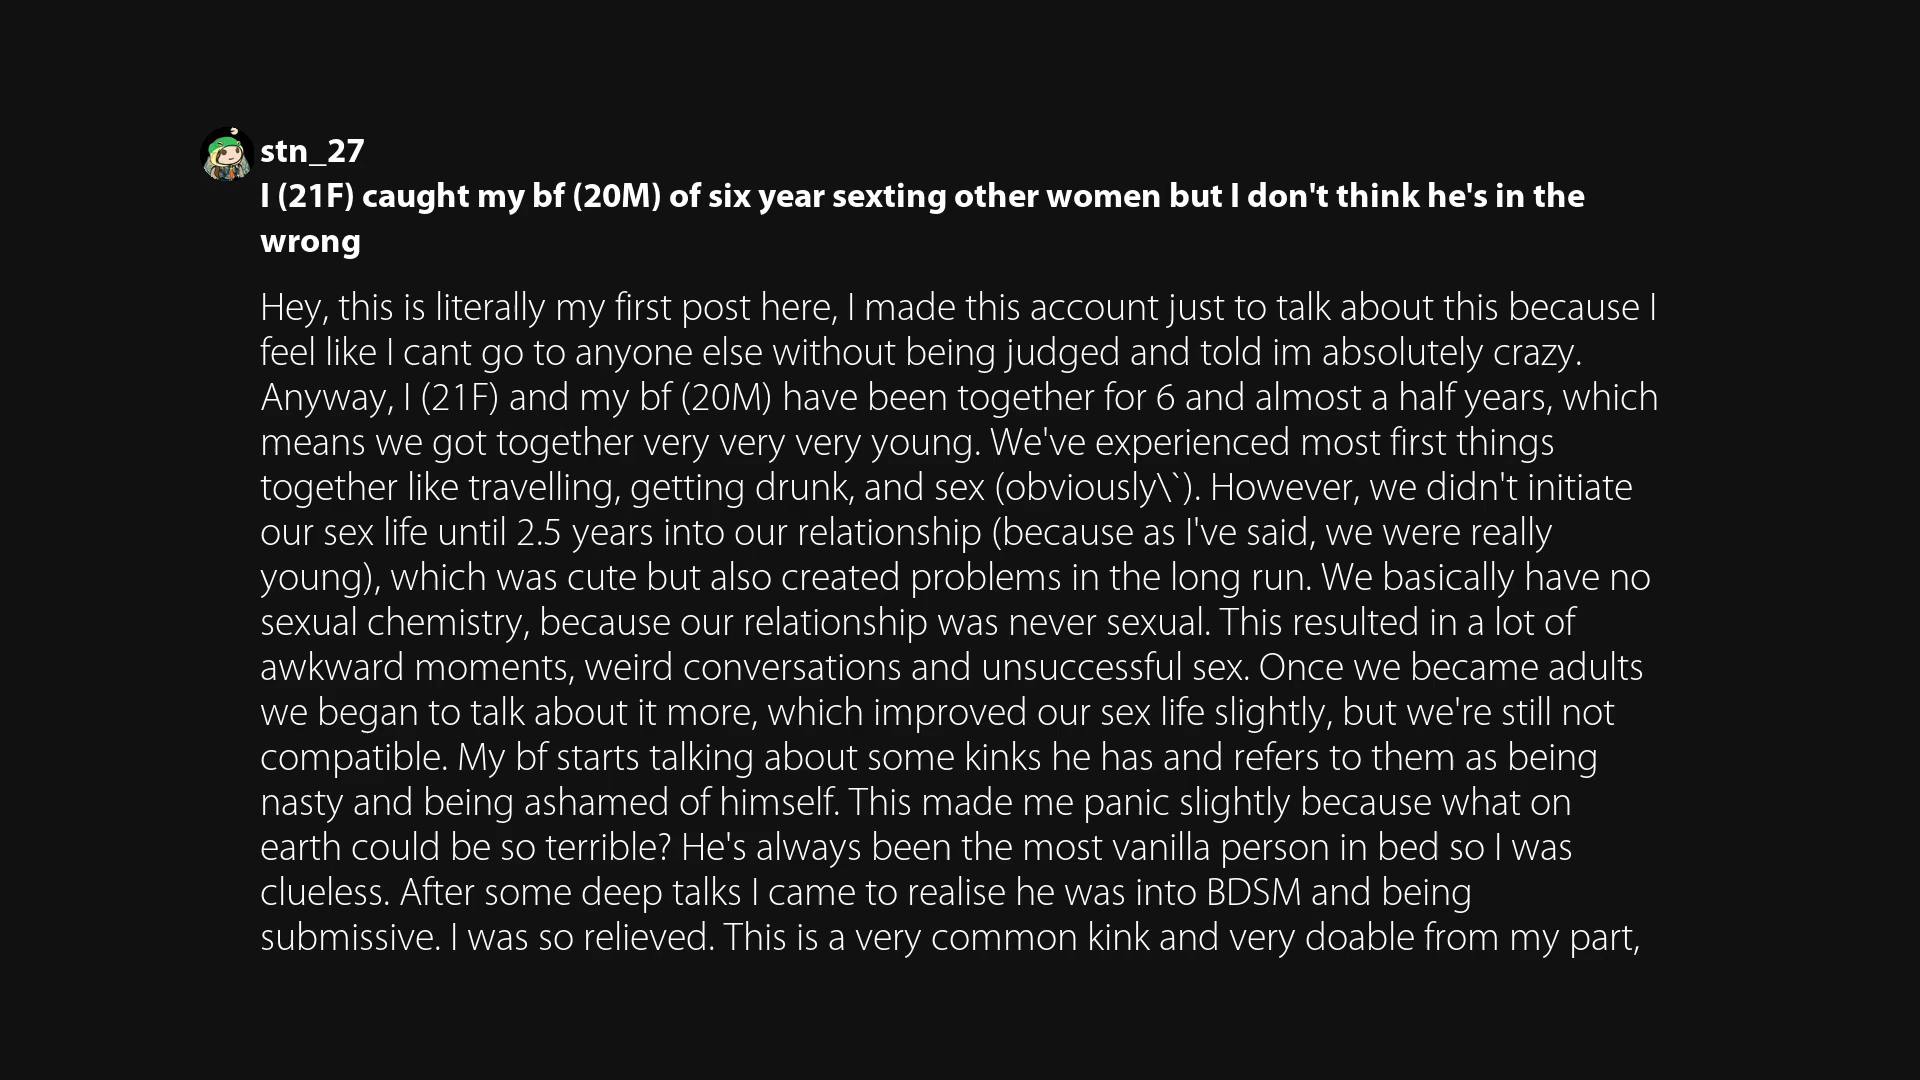 stn_27
I (21F) caught my bf (20M) of six year sexting other women but I don't think he's in the
wrong
Hey, this is literally my first post here, I made this account just to talk about this because I
feel like I cant go to anyone else without being judged and told im absolutely crazy.
Anyway, I (21F) and my bf (20M) have been together for 6 and almost a half years, which
means we got together very very very young. We've experienced most first things
together like travelling, getting drunk, and sex (obviously\`). However, we didn't initiate
our sex life until 2.5 years into our relationship (because as I've said, we were really
young), which was cute but also created problems in the long run. We basically have no
sexual chemistry, because our relationship was never sexual. This resulted in a lot of
awkward moments, weird conversations and unsuccessful sex. Once we became adults
we began to talk about it more, which improved our sex life slightly, but we're still not
compatible. My bf starts talking about some kinks he has and refers to them as being
nasty and being ashamed of himself. This made me panic slightly because what on
earth could be so terrible? He's always been the most vanilla person in bed so I was
clueless. After some deep talks I came to realise he was into BDSM and being
submissive. I was so relieved. This is a very common kink and very doable from my part,